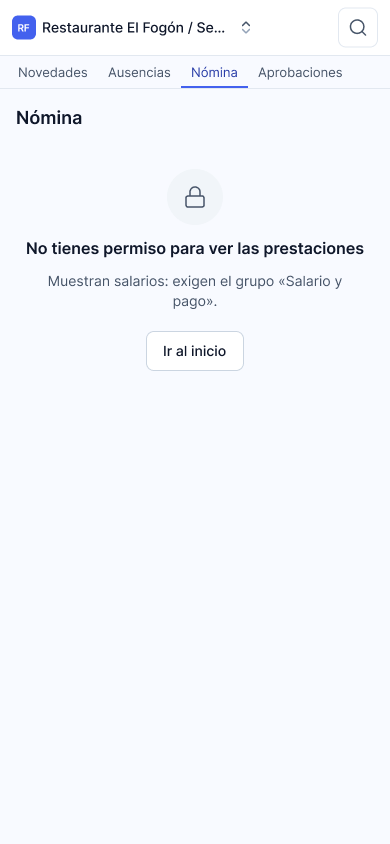 RF Restaurante El Fogón / Se...
Novedades Ausencias Nómina Aprobaciones
Nómina
No tienes permiso para ver las prestaciones
Muestran salarios: exigen el grupo «Salario y
pago».
Ir al inicio